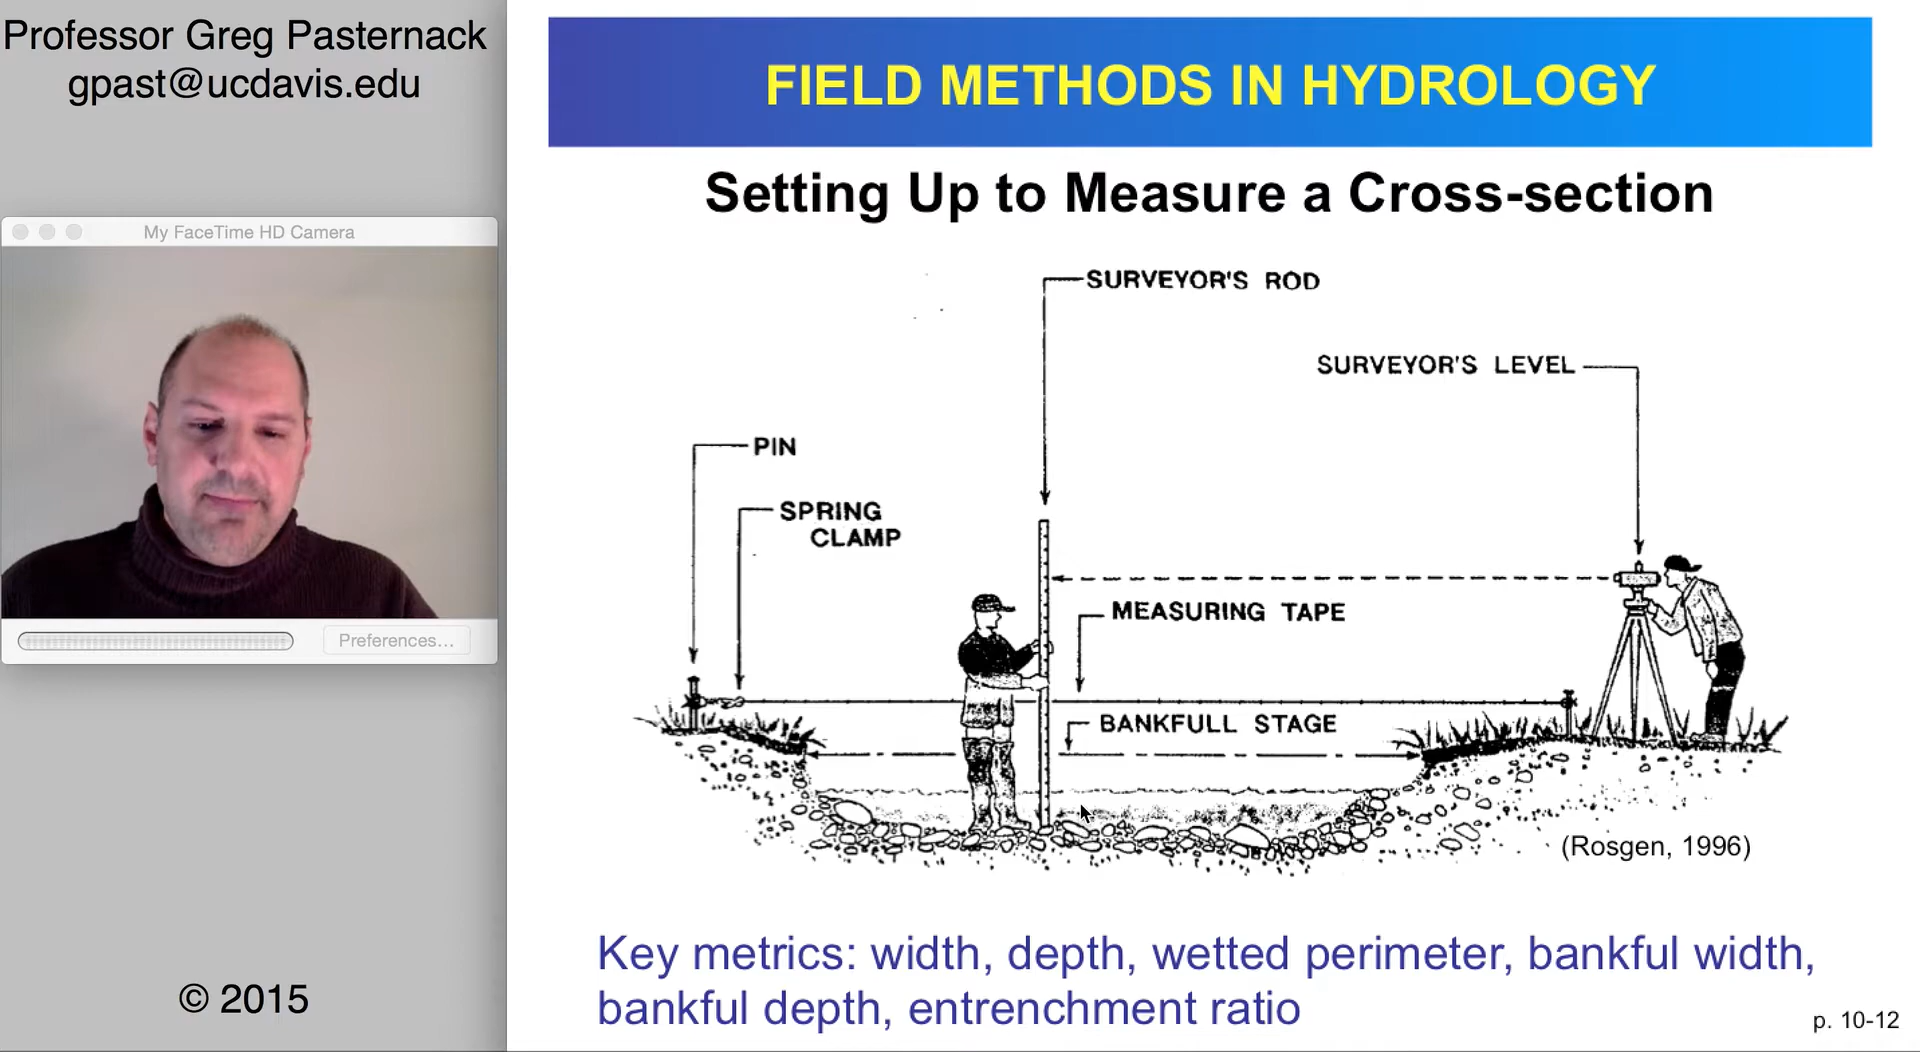 Professor Greg Pasternack
gpast@ucdavis.edu
My FaceTime HD Camera
Preferences...
© 2015
FIELD METHODS IN HYDROLOGY
Setting Up to Measure a Cross-section
SURVEYOR'S ROD
SURVEYOR'S LEVEL
PIN
SPRING
CLAMP
MEASURING TAPE
BANKFULL STAGE
(Rosgen, 1996)
Key metrics: width, depth, wetted perimeter, bankful width,
bankful depth, entrenchment ratio
p. 10-12